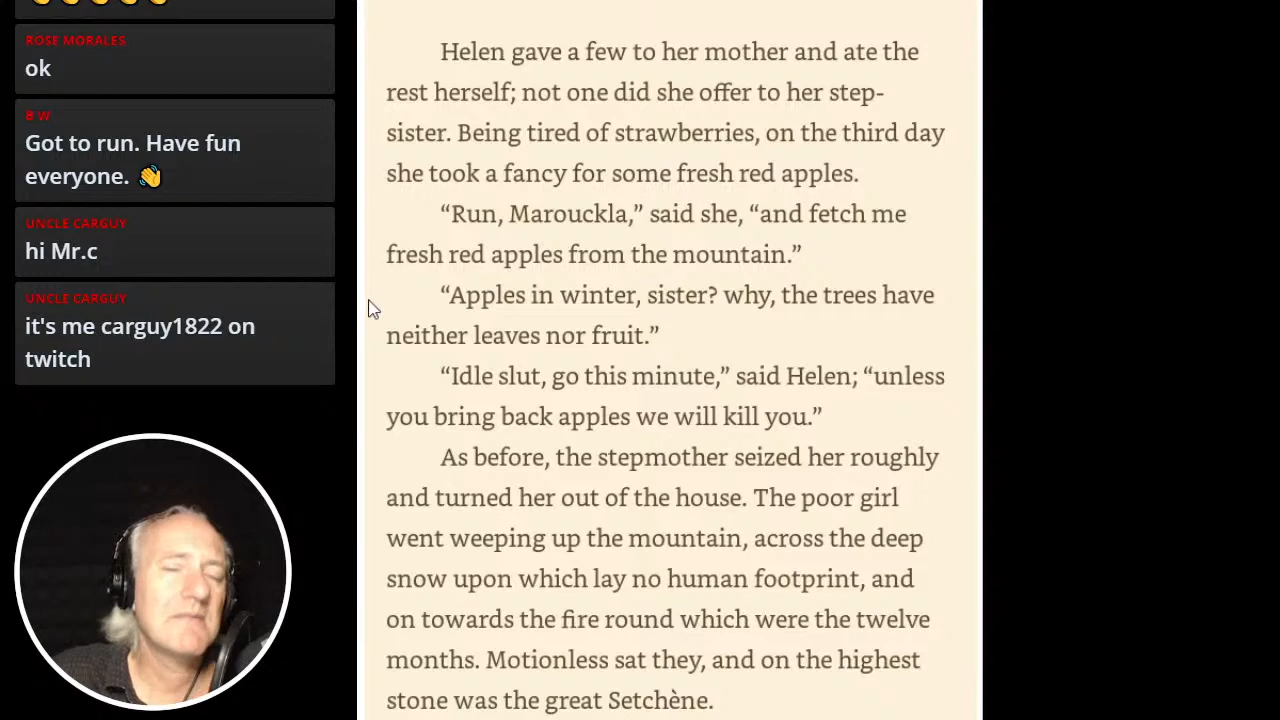 ROSE MORALES
ok
B W
Got to run. Have fun
everyone. 👋
UNCLE CARGUY
hi Mr.c
UNCLE CARGUY
it's me carguy1822 on
twitch
Helen gave a few to her mother and ate the
rest herself; not one did she offer to her step-
sister. Being tired of strawberries, on the third day
she took a fancy for some fresh red apples.
“Run, Marouckla,” said she, “and fetch me
fresh red apples from the mountain.”
“Apples in winter, sister? why, the trees have
neither leaves nor fruit.”
“Idle slut, go this minute,” said Helen; “unless
you bring back apples we will kill you.”
As before, the stepmother seized her roughly
and turned her out of the house. The poor girl
went weeping up the mountain, across the deep
snow upon which lay no human footprint, and
on towards the fire round which were the twelve
months. Motionless sat they, and on the highest
stone was the great Setchène.